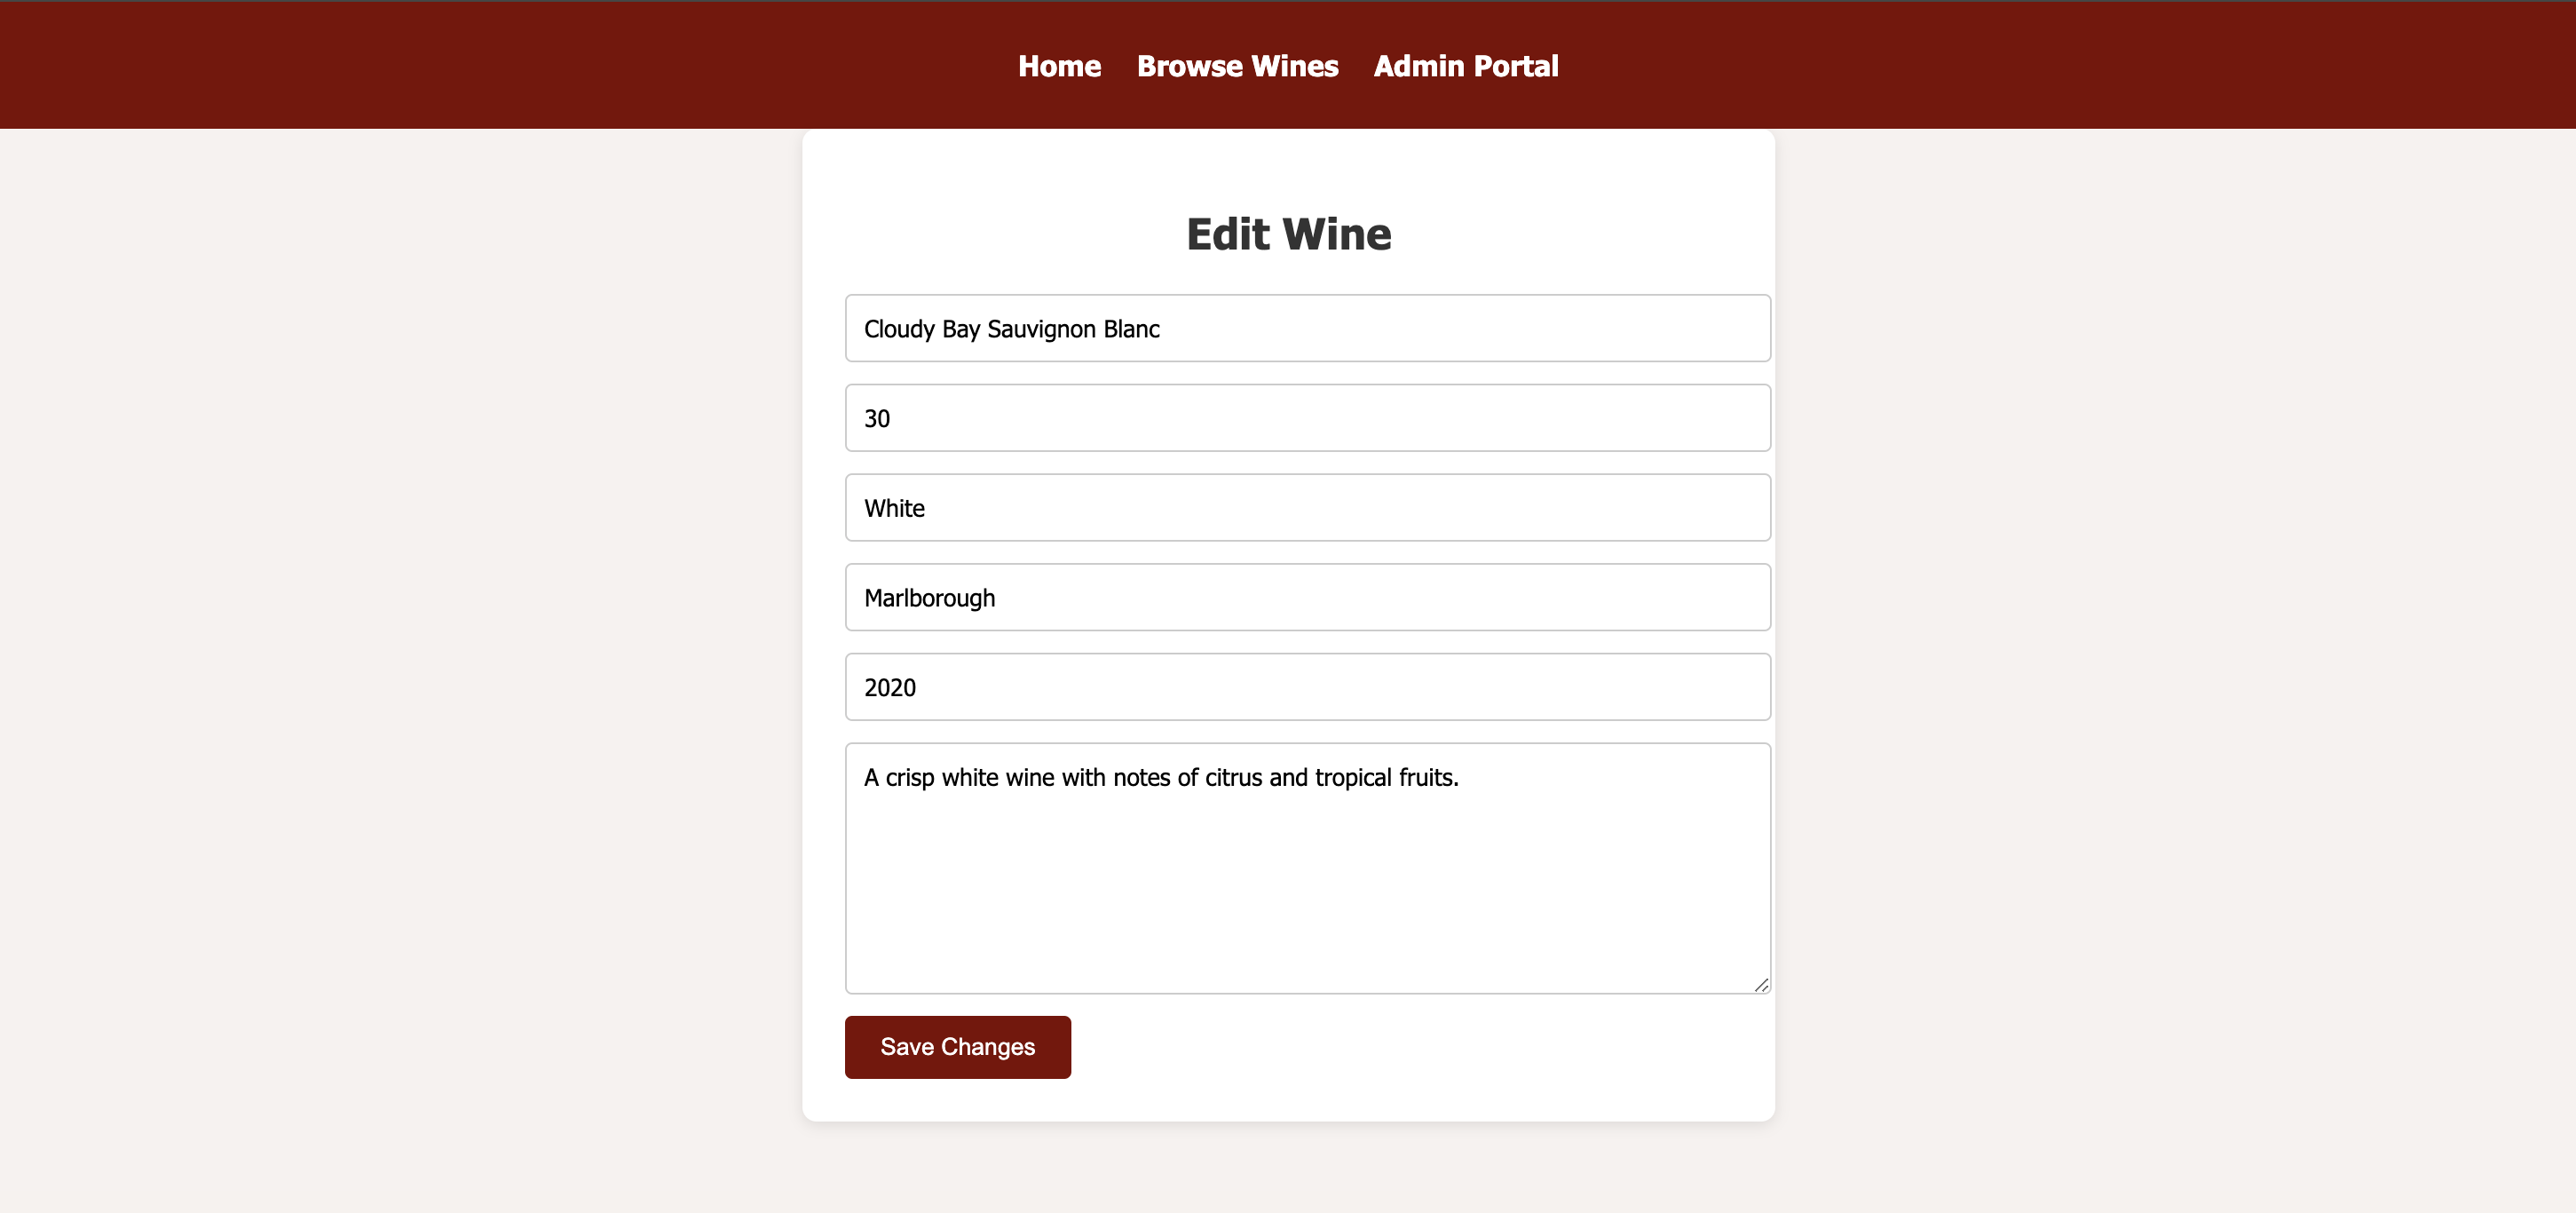 Home Browse Wines Admin Portal
Edit Wine
Cloudy Bay Sauvignon Blanc
30
White
Marlborough
2020
A crisp white wine with notes of citrus and tropical fruits.
Save Changes